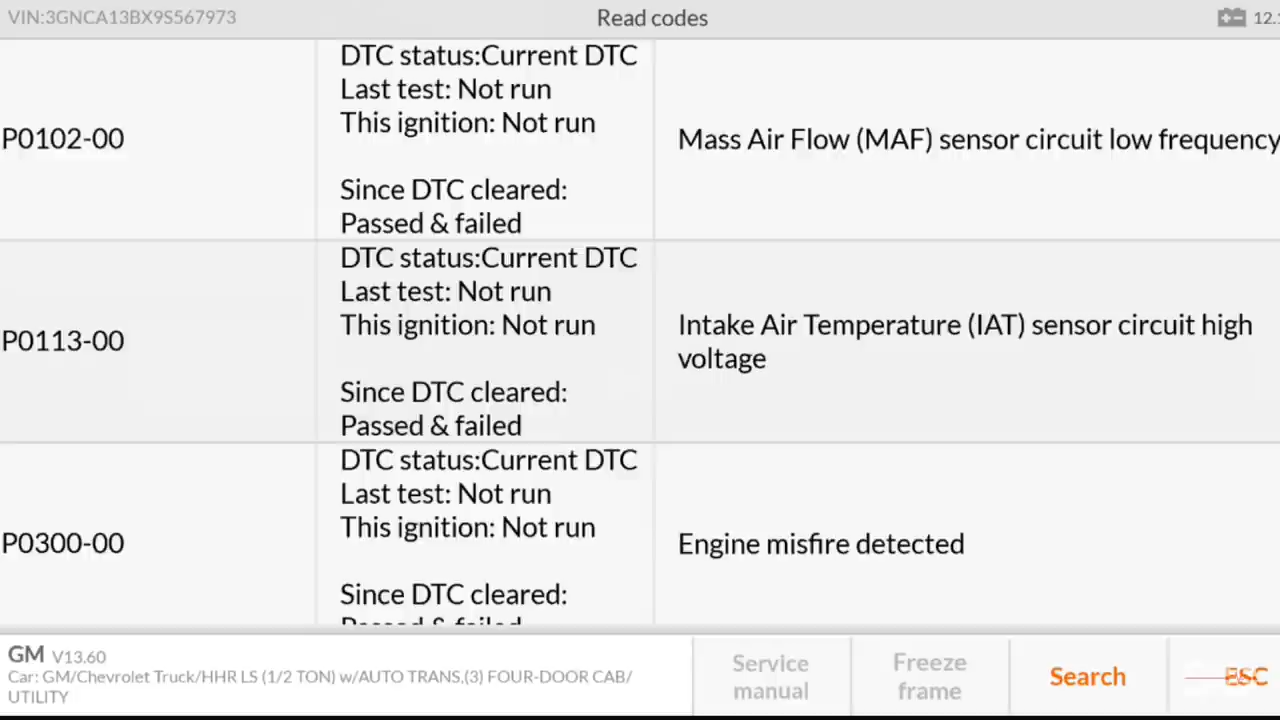 VIN:3GNCA13BX9S567973
Read codes
12.
P0102-00
DTC status:Current DTC
Last test: Not run
This ignition: Not run
Since DTC cleared:
Passed & failed
Mass Air Flow (MAF) sensor circuit low frequency
P0113-00
DTC status:Current DTC
Last test: Not run
This ignition: Not run
Since DTC cleared:
Passed & failed
Intake Air Temperature (IAT) sensor circuit high
voltage
P0300-00
DTC status:Current DTC
Last test: Not run
This ignition: Not run
Since DTC cleared:
Passed & failed
Engine misfire detected
GM V13.60
Car: GM/Chevrolet Truck/HHR LS (1/2 TON) w/AUTO TRANS,(3) FOUR-DOOR CAB/
UTILITY
Service
manual
Freeze
frame
Search
ESC